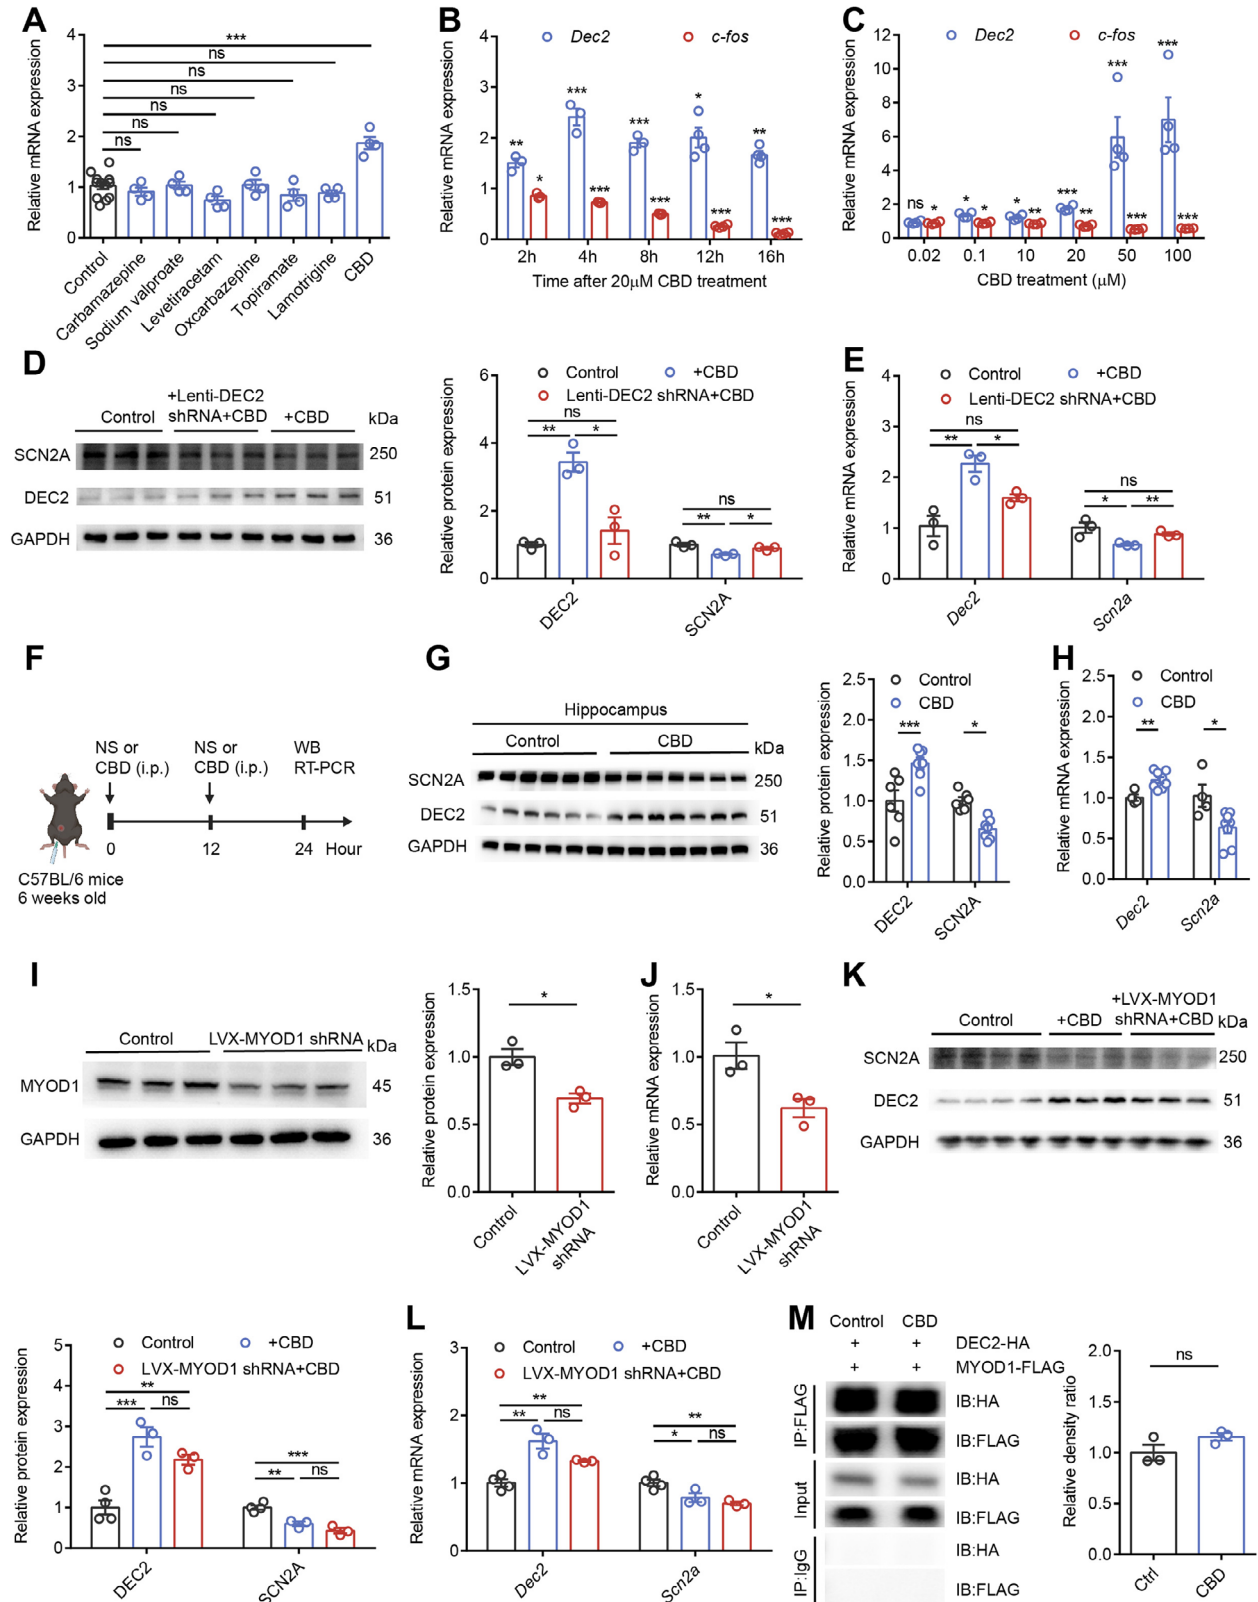 A
Relative mRNA expression
4
3
2
1
0
***
ns
ns
ns
ns
ns
ns
Control
Carbamazepine
Sodium valproate
Levetiracetam
Oxcarbazepine
Topiramate
Lamotrigine
CBD
B
Relative mRNA expression
Dec2 c-fos
4
3
2
1
0
** *** *** * **
* *** *** *** ***
2h 4h 8h 12h 16h
Time after 20μM CBD treatment
C
Relative mRNA expression
Dec2 c-fos
12
10
8
6
4
2
0
ns * * *** *** ***
* * ** ** *** ***
0.02 0.1 10 20 50 100
CBD treatment (μM)
D
Control
+Lenti-DEC2
shRNA+CBD
+CBD
kDa
SCN2A 250
DEC2 51
GAPDH 36
Relative protein expression
Control +CBD
Lenti-DEC2 shRNA+CBD
6
4
2
0
ns
** *
ns
** *
DEC2 SCN2A
E
Relative mRNA expression
Control +CBD
Lenti-DEC2 shRNA+CBD
4
3
2
1
0
ns
** *
ns
* **
Dec2 Scn2a
F
NS or
CBD (i.p.)
NS or
CBD (i.p.)
WB
RT-PCR
0 12 24 Hour
C57BL/6 mice
6 weeks old
G
Hippocampus
Control CBD kDa
SCN2A 250
DEC2 51
GAPDH 36
Relative protein expression
Control
CBD
2.5
2.0
1.5
1.0
0.5
0.0
*** *
DEC2 SCN2A
H
Relative mRNA expression
Control
CBD
2.5
2.0
1.5
1.0
0.5
0.0
** *
Dec2 Scn2a
I
Control LVX-MYOD1 shRNA kDa
MYOD1 45
GAPDH 36
Relative protein expression
1.5
1.0
0.5
0.0
*
Control
LVX-MYOD1
shRNA
J
Relative mRNA expression
1.5
1.0
0.5
0.0
*
Control
LVX-MYOD1
shRNA
K
Control +CBD
+LVX-MYOD1
shRNA+CBD
kDa
SCN2A 250
DEC2 51
GAPDH 36
Relative protein expression
Control +CBD
LVX-MYOD1 shRNA+CBD
5
4
3
2
1
0
**
*** ns
***
** ns
DEC2 SCN2A
L
Relative mRNA expression
Control +CBD
LVX-MYOD1 shRNA+CBD
3
2
1
0
**
** ns
**
* ns
Dec2 Scn2a
M
Control CBD
+ + DEC2-HA
+ + MYOD1-FLAG
IP:FLAG
IB:HA
IB:FLAG
Input
IB:HA
IB:FLAG
IP:IgG
IB:HA
IB:FLAG
Relative density ratio
2.0
1.5
1.0
0.5
0.0
ns
Ctrl CBD